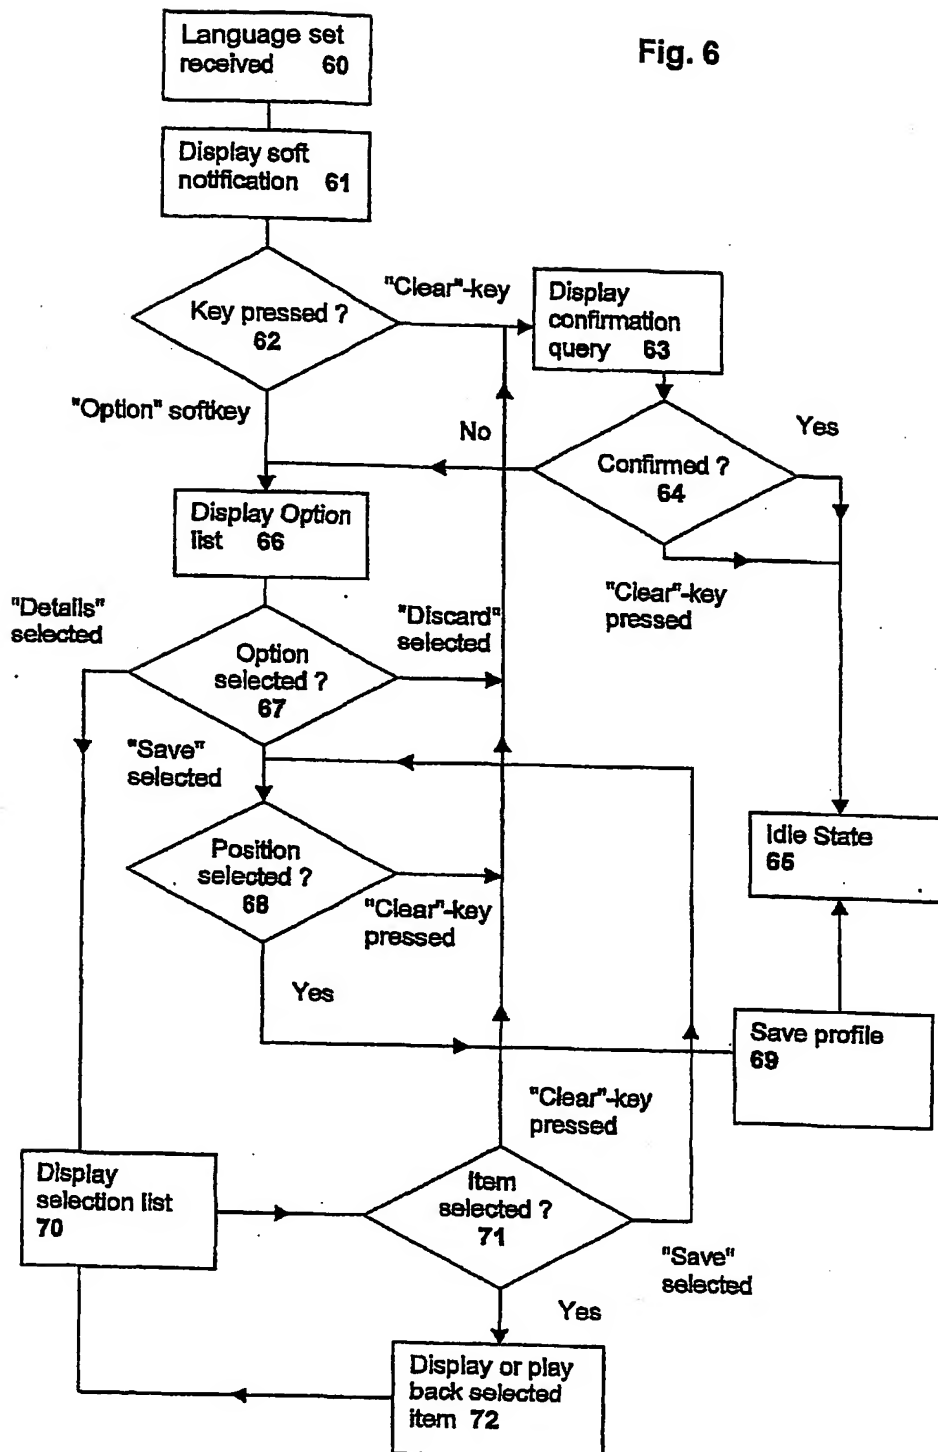 Fig. 6
Language set
received 60
Display soft
notification 61
Key pressed ?
62
"Clear"-key
Display
confirmation
query 63
"Option" softkey
No
Yes
Confirmed ?
64
Display Option
list 66
"Clear"-key
pressed
"Details"
selected
"Discard"
selected
Option
selected ?
67
"Save"
selected
Position
selected ?
68
"Clear"-key
pressed
Idle State
65
Yes
Save profile
69
"Clear"-key
pressed
Display
selection list
70
Item
selected ?
71
"Save"
selected
Yes
Display or play
back selected
item 72